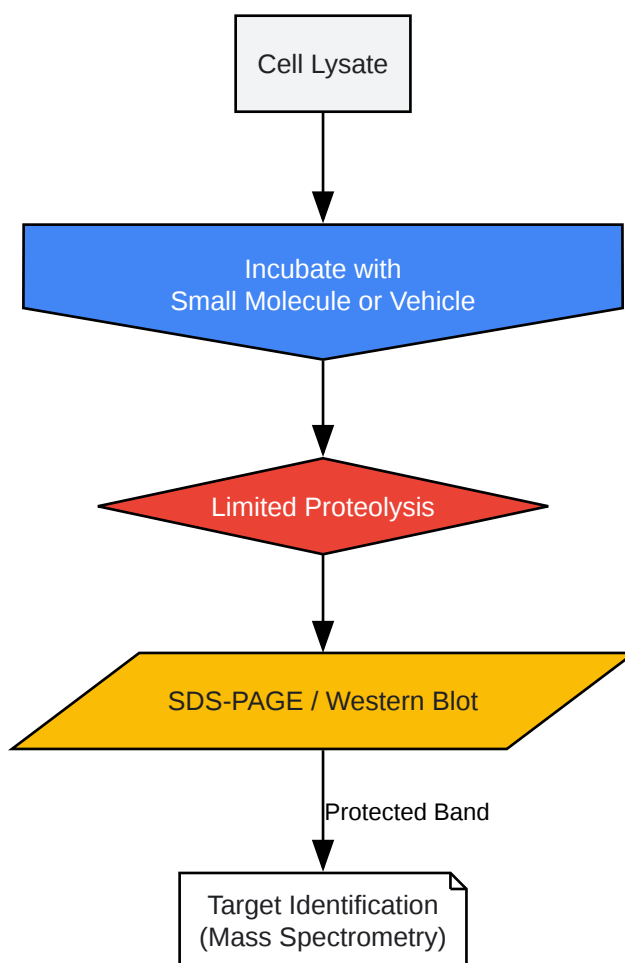 Cell Lysate
Incubate with
Small Molecule or Vehicle
Limited Proteolysis
SDS-PAGE / Western Blot
Protected Band
Target Identification
(Mass Spectrometry)